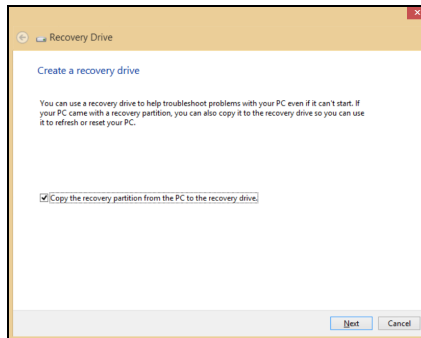 Recovery Drive
Create a recovery drive
You can use a recovery drive to help troubleshoot problems with your PC even if it can't start. If
your PC came with a recovery partition, you can also copy it to the recovery drive so you can use
it to refresh or reset your PC.
Copy the recovery partition from the PC to the recovery drive.
Next Cancel